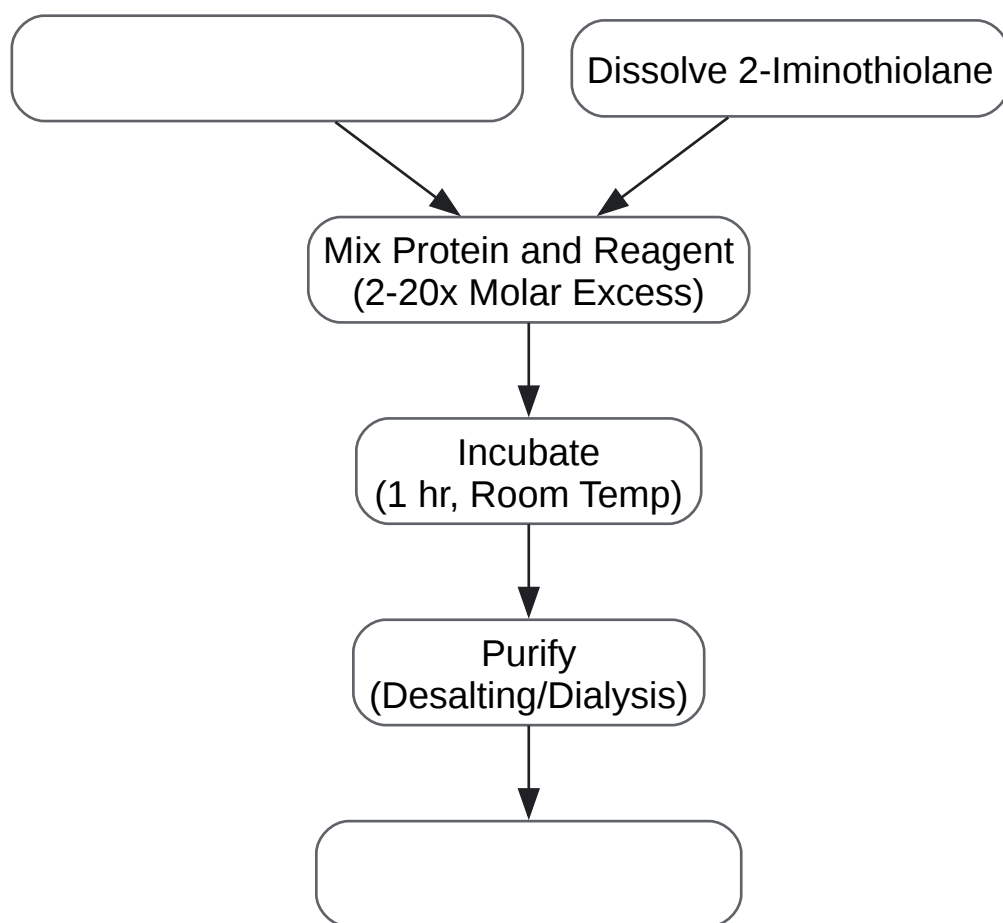 Dissolve 2-Iminothiolane
Mix Protein and Reagent
(2-20x Molar Excess)
Incubate
(1 hr, Room Temp)
Purify
(Desalting/Dialysis)